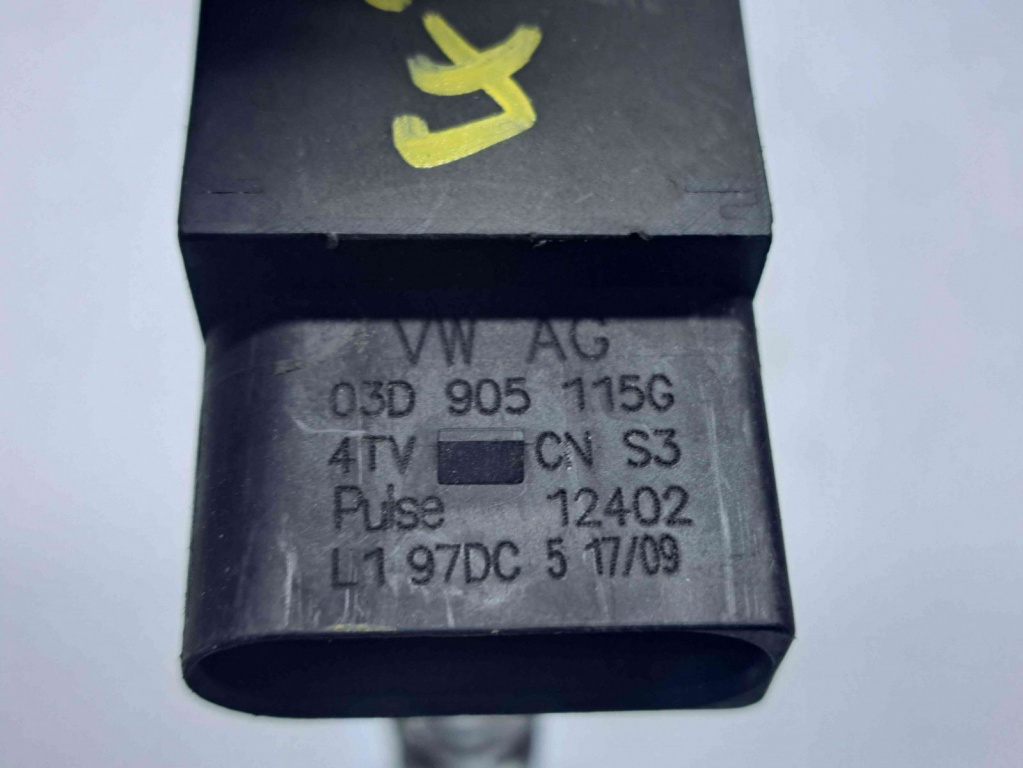 VW AG
03D 905 115G
4TV CN S3
Pulse 12402
L1 97DC 5 17/09